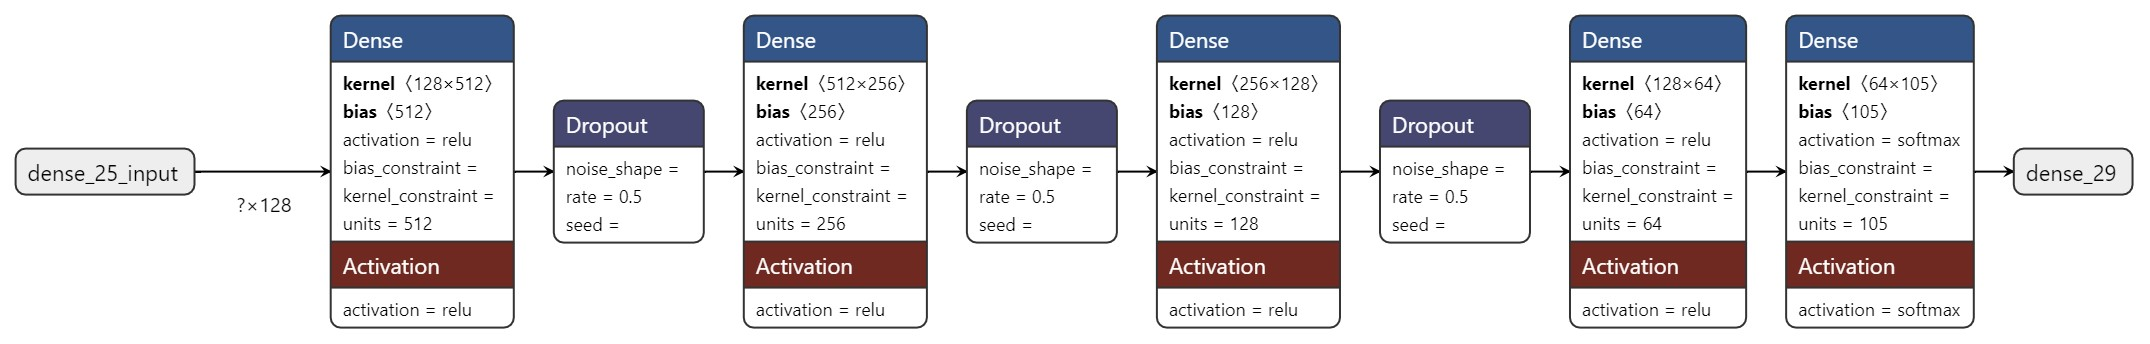 dense_25_input
?×128
Dense
kernel〈128×512〉
bias〈512〉
activation = relu
bias_constraint =
kernel_constraint =
units = 512
Activation
activation = relu
Dropout
noise_shape =
rate = 0.5
seed =
Dense
kernel〈512×256〉
bias〈256〉
activation = relu
bias_constraint =
kernel_constraint =
units = 256
Activation
activation = relu
Dropout
noise_shape =
rate = 0.5
seed =
Dense
kernel〈256×128〉
bias〈128〉
activation = relu
bias_constraint =
kernel_constraint =
units = 128
Activation
activation = relu
Dropout
noise_shape =
rate = 0.5
seed =
Dense
kernel〈128×64〉
bias〈64〉
activation = relu
bias_constraint =
kernel_constraint =
units = 64
Activation
activation = relu
Dense
kernel〈64×105〉
bias〈105〉
activation = softmax
bias_constraint =
kernel_constraint =
units = 105
Activation
activation = softmax
dense_29